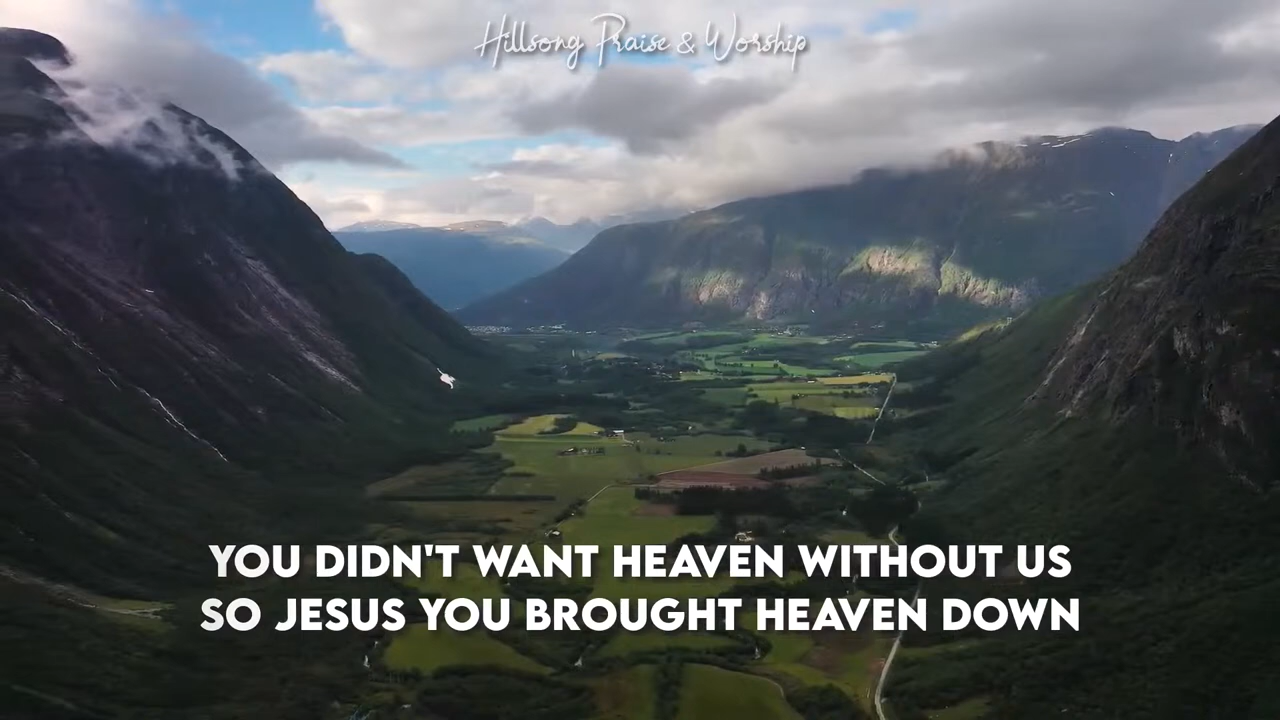 Hillsong Praise & Worship
YOU DIDN'T WANT HEAVEN WITHOUT US
SO JESUS YOU BROUGHT HEAVEN DOWN